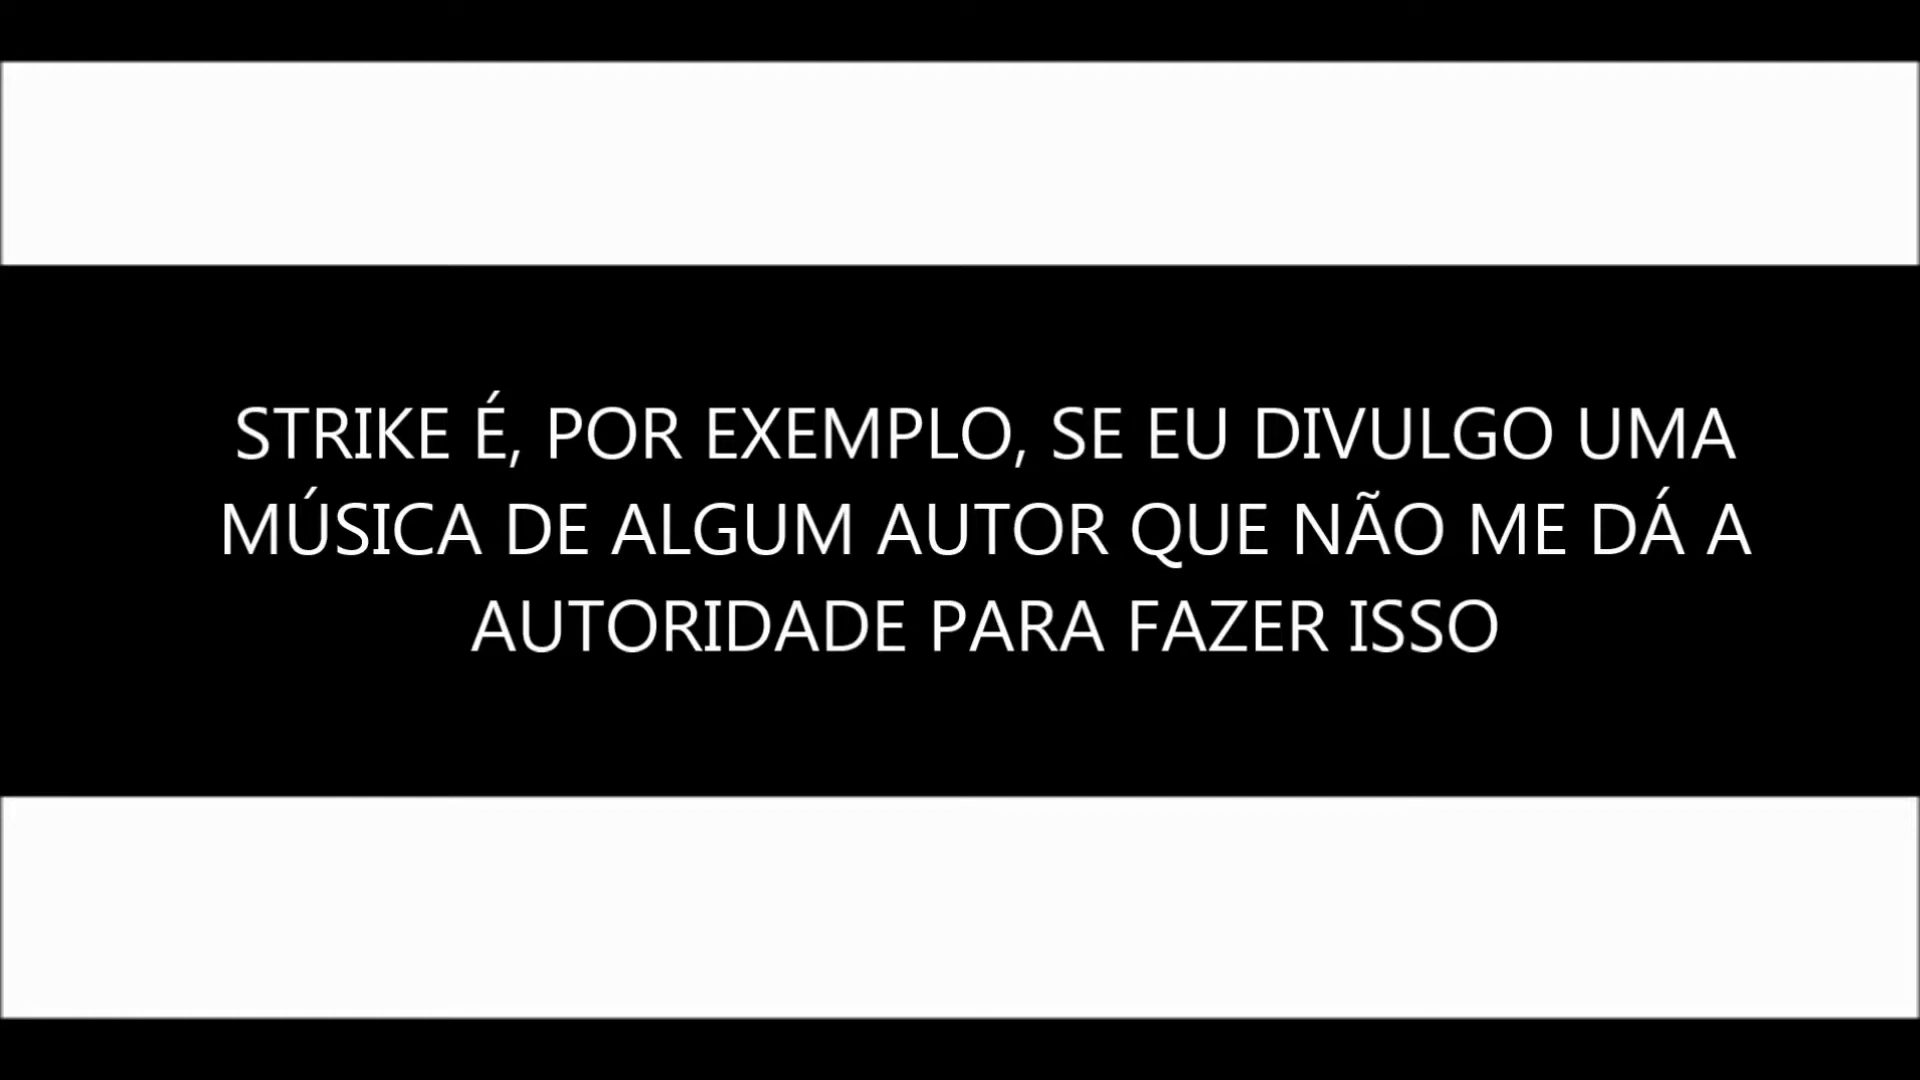 STRIKE É, POR EXEMPLO, SE EU DIVULGO UMA
MÚSICA DE ALGUM AUTOR QUE NÃO ME DÁ A
AUTORIDADE PARA FAZER ISSO